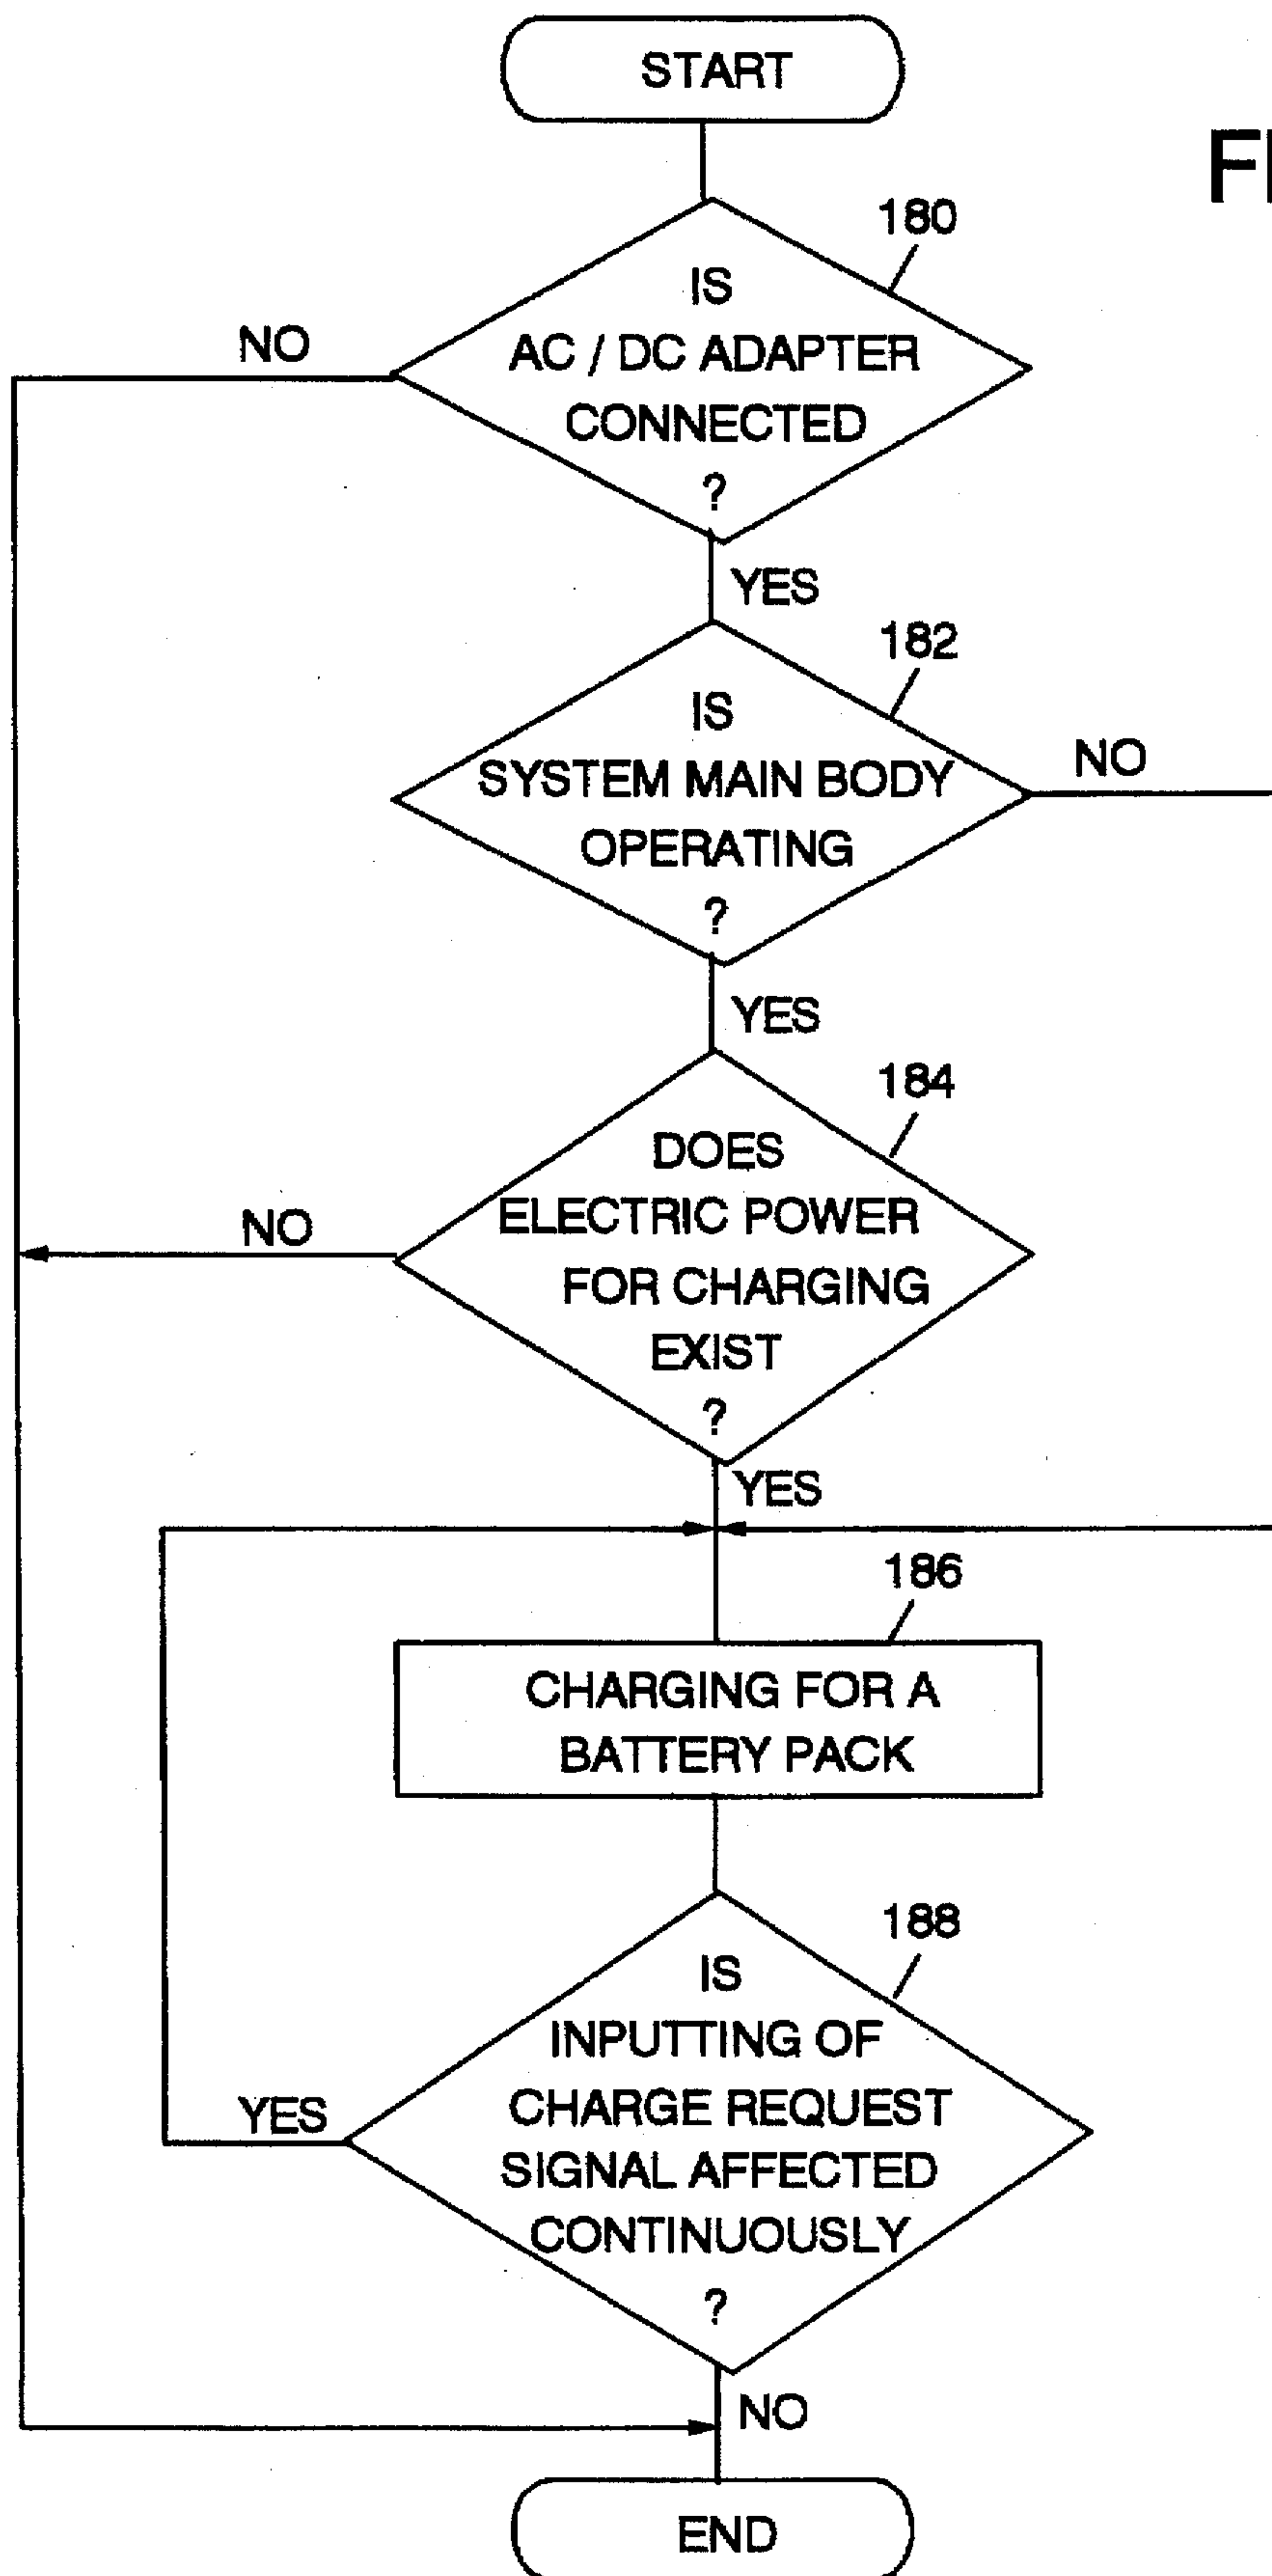 START
FI
180
IS
AC / DC ADAPTER
CONNECTED
?
NO
YES
182
IS
SYSTEM MAIN BODY
OPERATING
?
NO
YES
184
DOES
ELECTRIC POWER
FOR CHARGING
EXIST
?
NO
YES
186
CHARGING FOR A
BATTERY PACK
188
IS
INPUTTING OF
CHARGE REQUEST
SIGNAL AFFECTED
CONTINUOUSLY
?
YES
NO
END